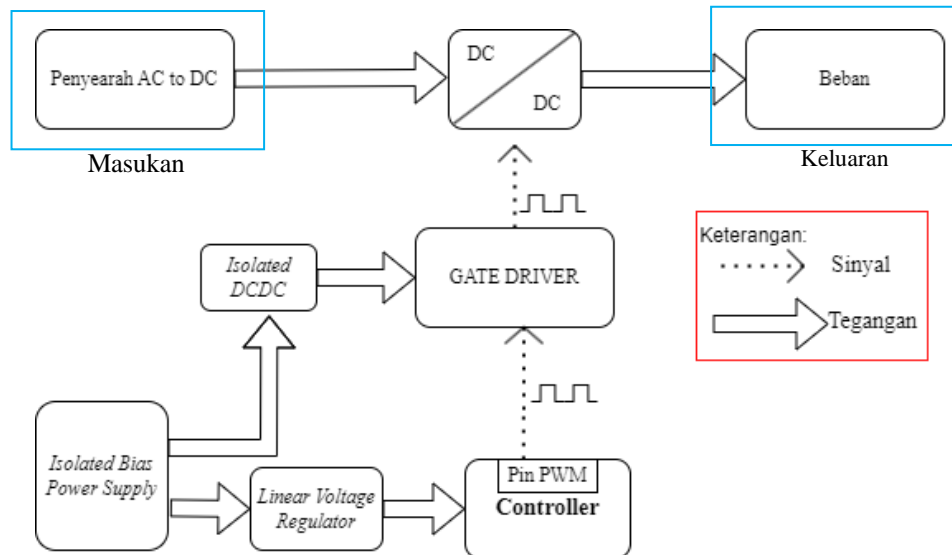 Penyearah AC to DC
DC
DC
Beban
Masukan
Keluaran
Isolated
DCDC
GATE DRIVER
Keterangan:
Sinyal
Tegangan
Isolated Bias
Power Supply
Linear Voltage
Regulator
Pin PWM
Controller